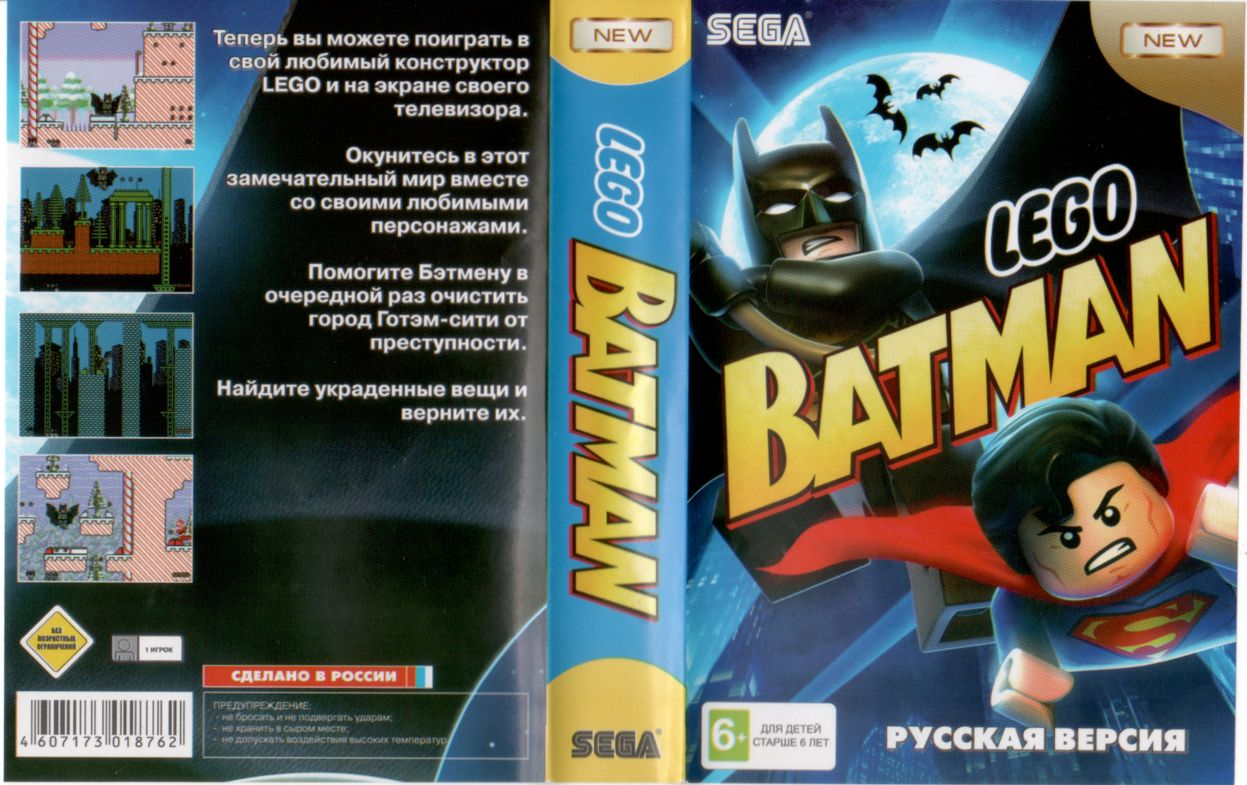 Теперь вы можете поиграть в
свой любимый конструктор
LEGO и на экране своего
телевизора.
Окунитесь в этот
замечательный мир вместе
со своими любимыми
персонажами.
Помогите Бэтмену в
очередной раз очистить
город Готэм-сити от
преступности.
Найдите украденные вещи и
верните их.
БЕЗ
ВОЗРАСТНЫХ
ОГРАНИЧЕНИЙ
1 ИГРОК
4 607173 018762
СДЕЛАНО В РОССИИ
ПРЕДУПРЕЖДЕНИЕ:
- не бросать и не подвергать ударам;
- не хранить в сыром месте;
- не допускать воздействия высоких температур
NEW
LEGO
BATMAN
SEGA
SEGA
NEW
LEGO
BATMAN
S
6+
ДЛЯ ДЕТЕЙ
СТАРШЕ 6 ЛЕТ
РУССКАЯ ВЕРСИЯ